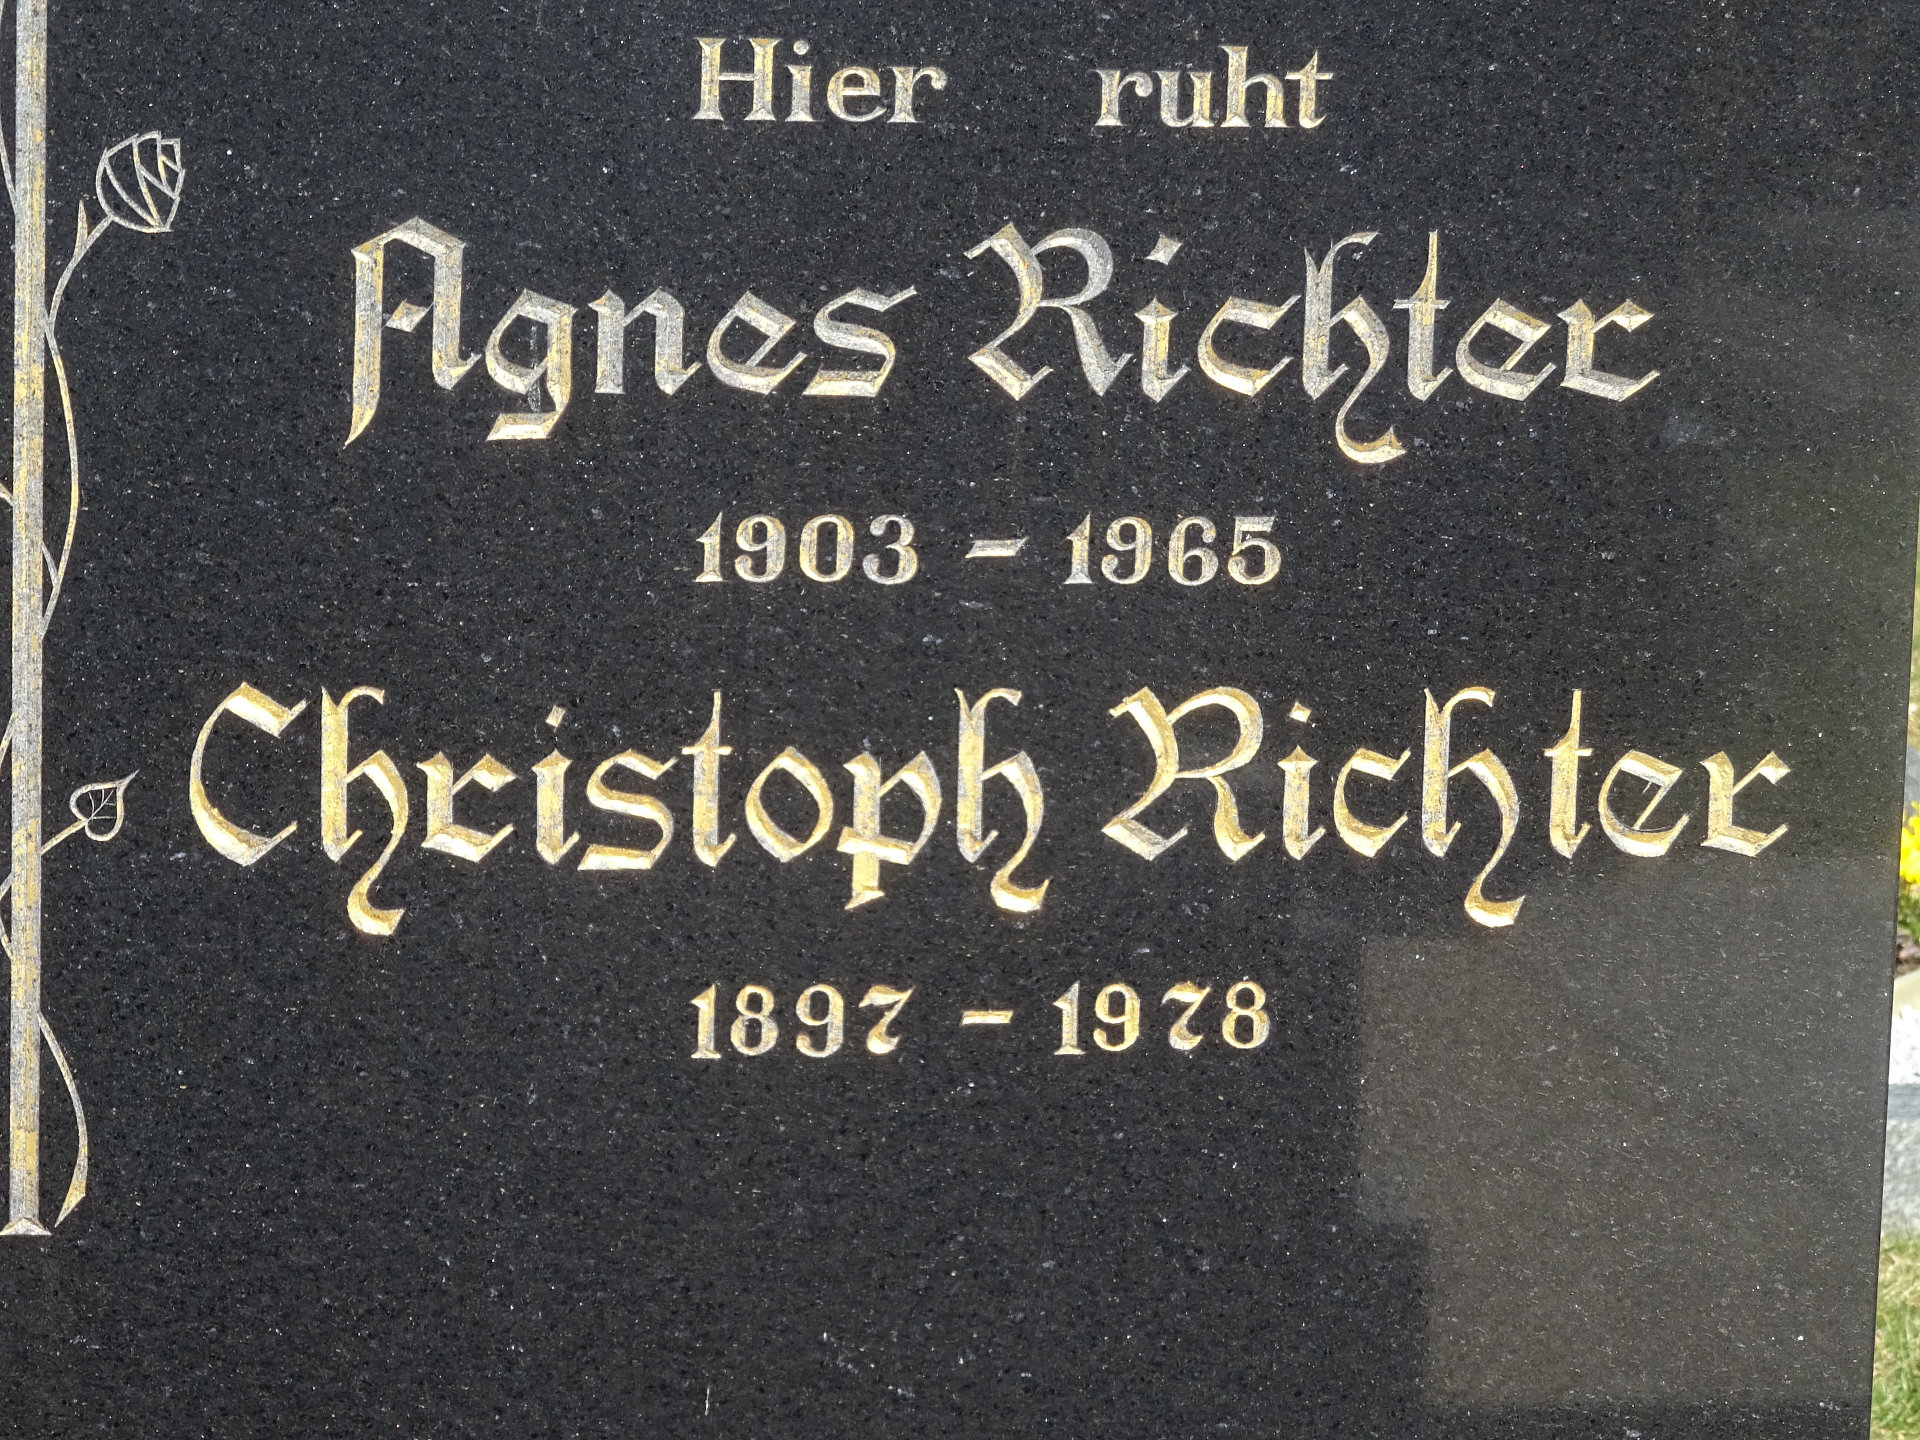 Hier ruht
Agnes Richter
1903 - 1965
Christoph Richter
1897 - 1978